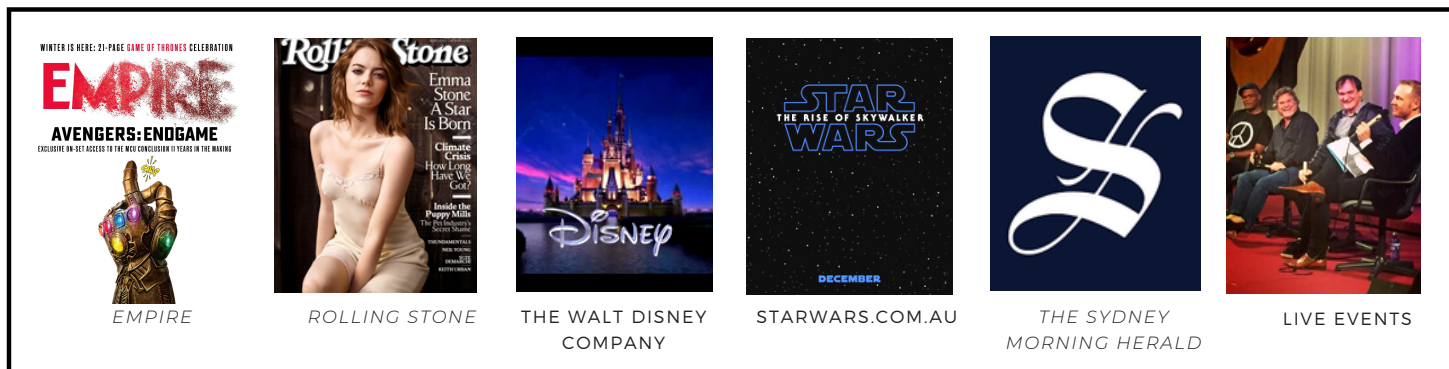 WINTER IS HERE: 21-PAGE GAME OF THRONES CELEBRATION
EMPIRE
AVENGERS: ENDGAME
EXCLUSIVE ON-SET ACCESS TO THE MCU CONCLUSION 11 YEARS IN THE MAKING
SNAP!
EMPIRE
Rolling Stone
Emma
Stone
A Star
Is Born
Climate
Crisis
How Long
Have We
Got?
Inside the
Puppy Mills
The Pet Industry's
Secret Shame
THUNDAMENTALS
NEIL YOUNG
SUZE
DEMARCHI
KEITH URBAN
ROLLING STONE
Disney
THE WALT DISNEY
COMPANY
STAR
THE RISE OF SKYWALKER
WARS
DECEMBER
STARWARS.COM.AU
S
THE SYDNEY
MORNING HERALD
LIVE EVENTS